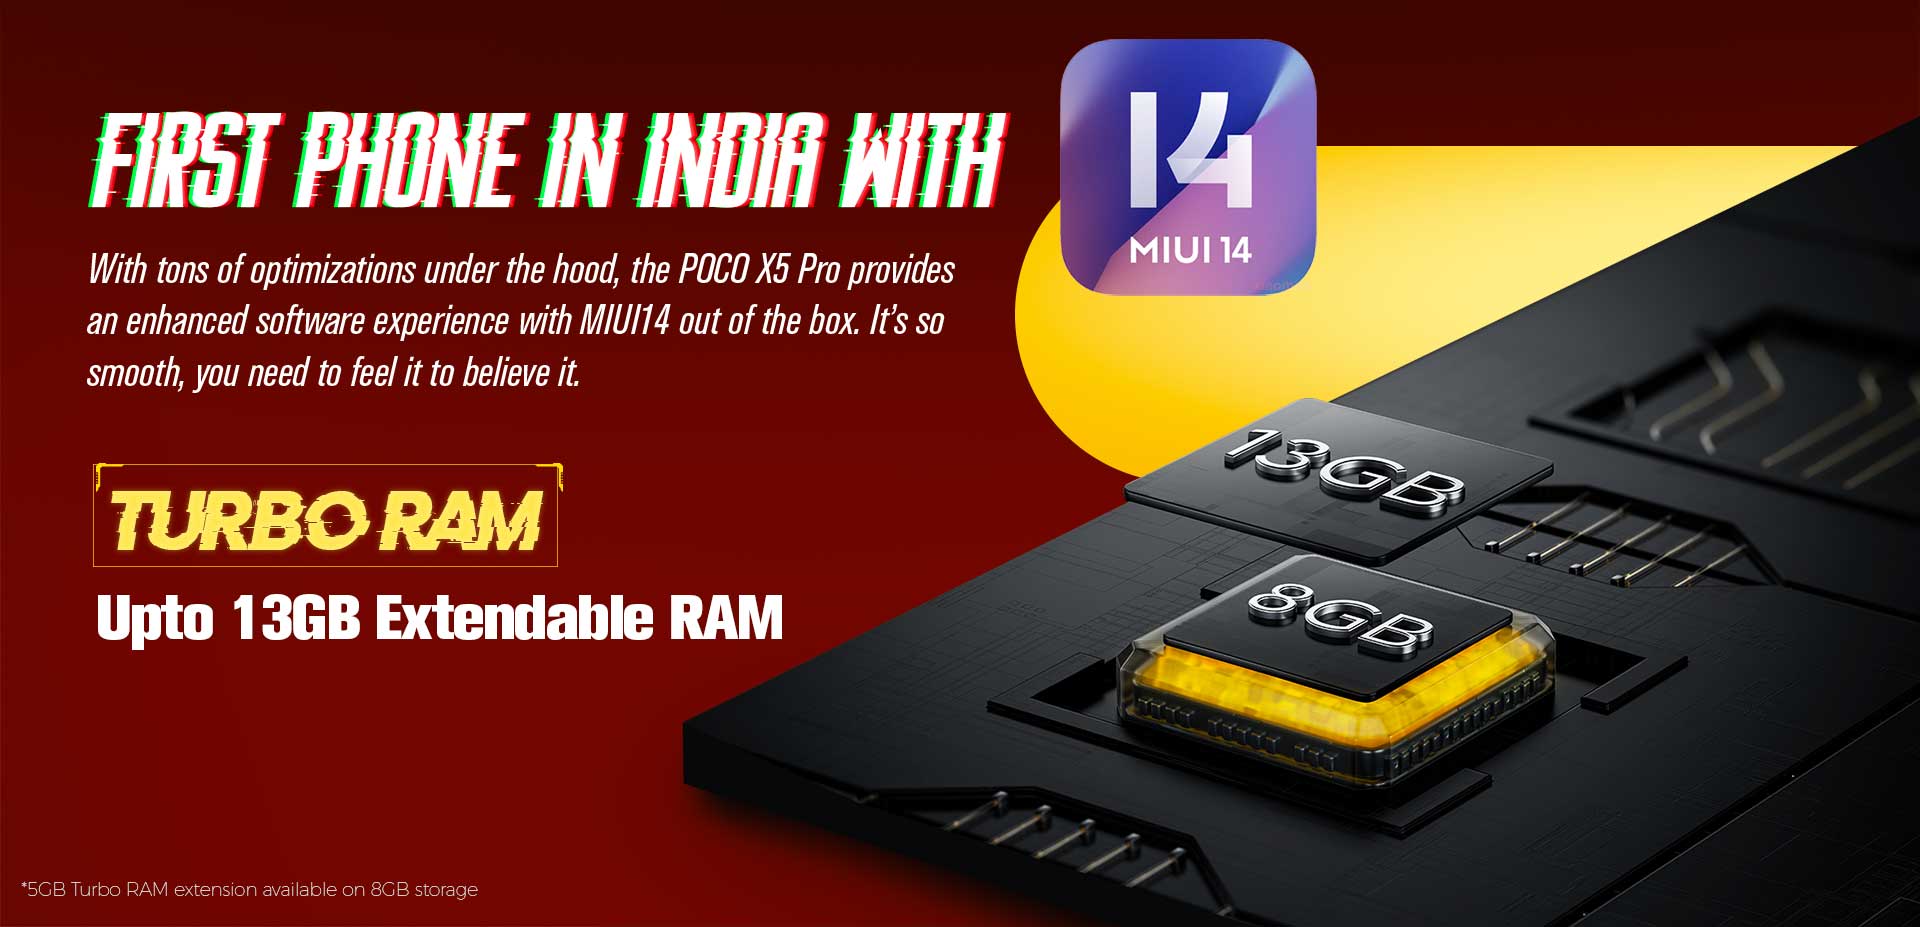 FIRST PHONE IN INDIA WITH
14
MIUI 14
With tons of optimizations under the hood, the POCO X5 Pro provides
an enhanced software experience with MIUI14 out of the box. It's so
smooth, you need to feel it to believe it.
TURBO RAM
Upto 13GB Extendable RAM
13GB
8GB
*5GB Turbo RAM extension available on 8GB storage